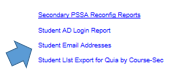 Secondary PSSA Reconfig Reports
Student AD Login Report
Student Email Addresses
Student List Export for Quia by Course-Sec